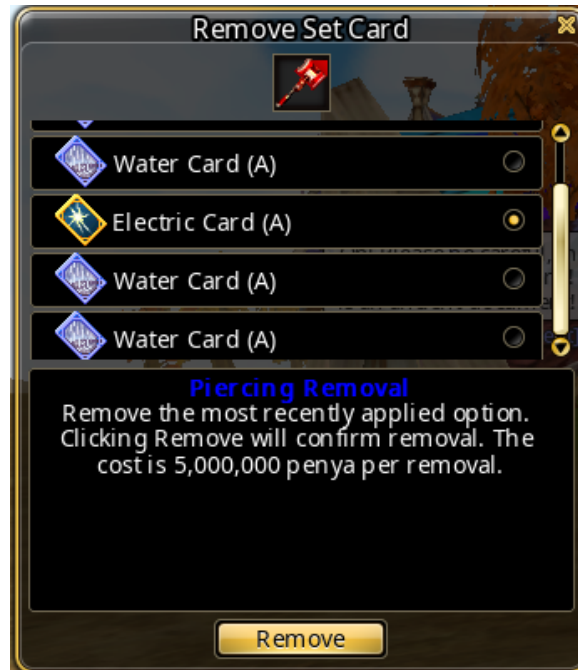 Remove Set Card
Water Card (A)
Electric Card (A)
Water Card (A)
Water Card (A)
Piercing Removal
Remove the most recently applied option.
Clicking Remove will confirm removal. The
cost is 5,000,000 penya per removal.
Remove